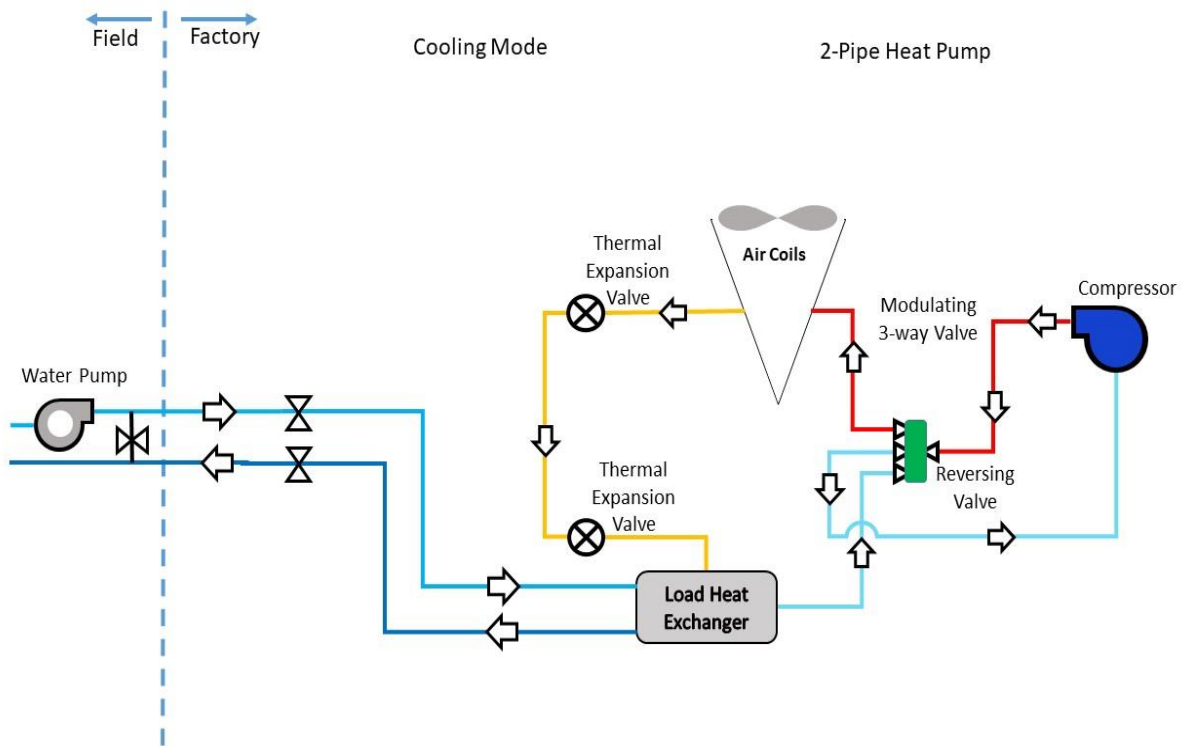 Field
Factory
Cooling Mode
2-Pipe Heat Pump
Thermal
Expansion
Valve
Air Coils
Modulating
3-way Valve
Compressor
Water Pump
Thermal
Expansion
Valve
Reversing
Valve
Load Heat
Exchanger